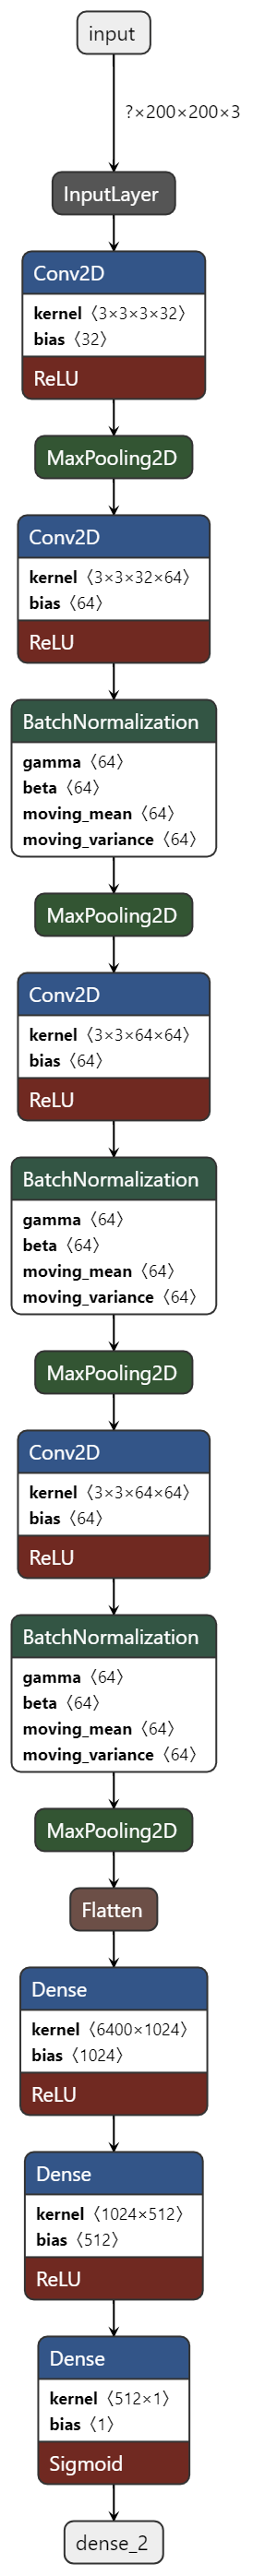 input
?×200×200×3
InputLayer
Conv2D
kernel〈3×3×3×32〉
bias〈32〉
ReLU
MaxPooling2D
Conv2D
kernel〈3×3×32×64〉
bias〈64〉
ReLU
BatchNormalization
gamma〈64〉
beta〈64〉
moving_mean〈64〉
moving_variance〈64〉
MaxPooling2D
Conv2D
kernel〈3×3×64×64〉
bias〈64〉
ReLU
BatchNormalization
gamma〈64〉
beta〈64〉
moving_mean〈64〉
moving_variance〈64〉
MaxPooling2D
Conv2D
kernel〈3×3×64×64〉
bias〈64〉
ReLU
BatchNormalization
gamma〈64〉
beta〈64〉
moving_mean〈64〉
moving_variance〈64〉
MaxPooling2D
Flatten
Dense
kernel〈6400×1024〉
bias〈1024〉
ReLU
Dense
kernel〈1024×512〉
bias〈512〉
ReLU
Dense
kernel〈512×1〉
bias〈1〉
Sigmoid
dense_2